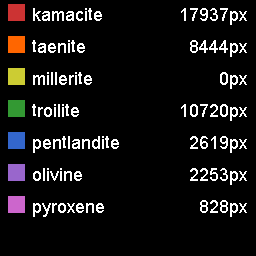 kamacite 17937px
taenite 8444px
millerite 0px
troilite 10720px
pentlandite 2619px
olivine 2253px
pyroxene 828px